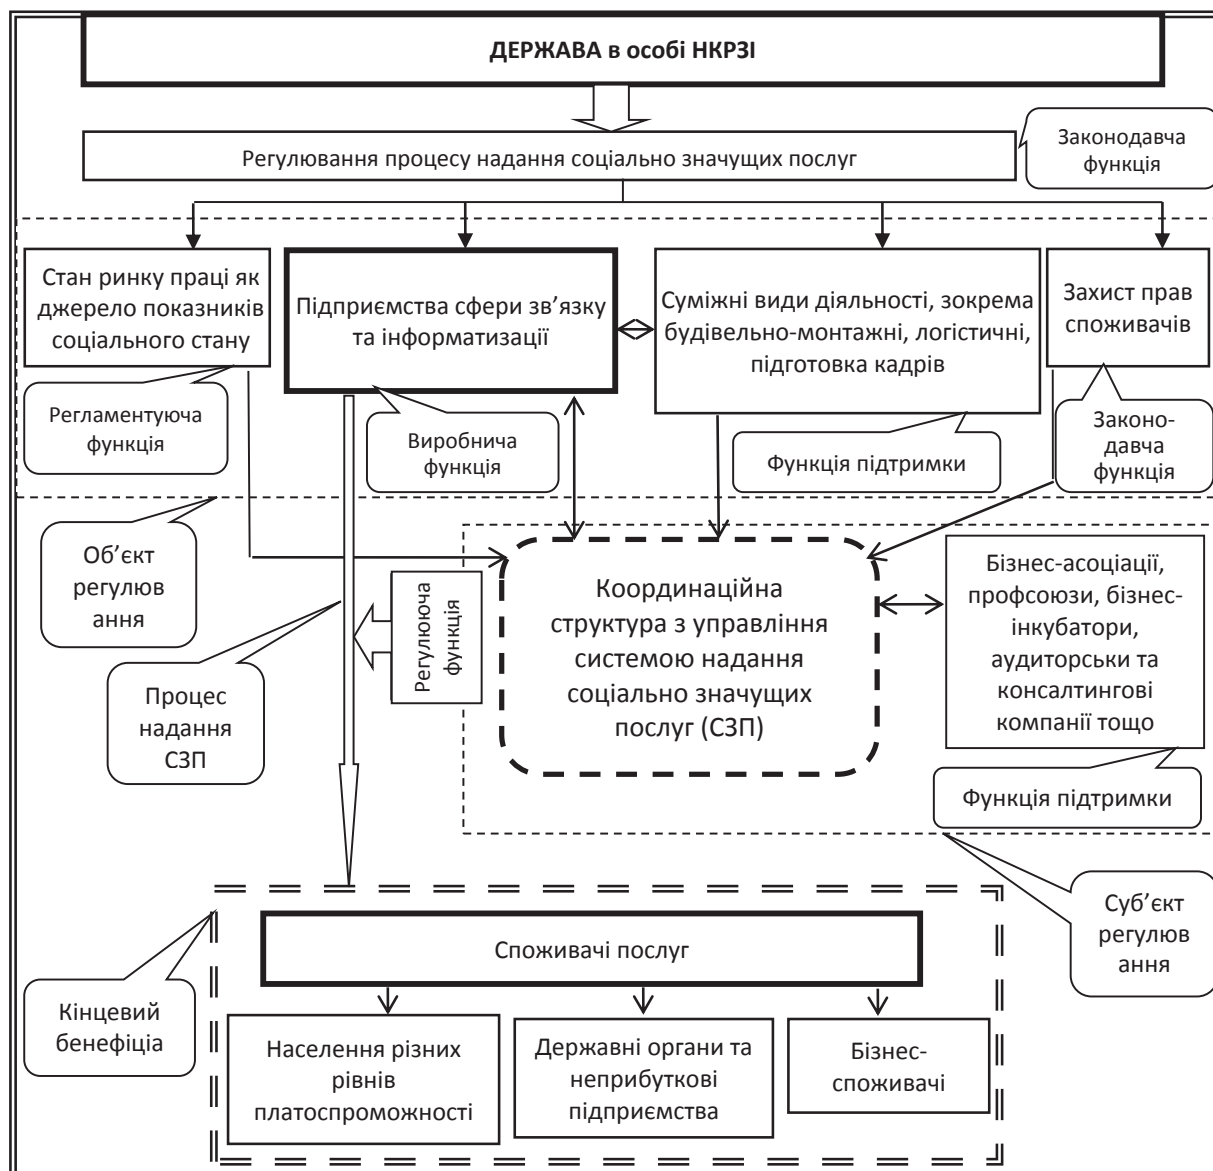 ДЕРЖАВА в особі НКРЗІ
Регулювання процесу надання соціально значущих послуг
Законодавча
функція
Стан ринку праці як
джерело показників
соціального стану
Підприємства сфери зв’язку
та інформатизації
Суміжні види діяльності, зокрема
будівельно-монтажні, логістичні,
підготовка кадрів
Захист прав
споживачів
Регламентуюча
функція
Виробнича
функція
Функція підтримки
Законо-
давча
функція
Об’єкт
регулюв
ання
Процес
надання
СЗП
Регулююча
функція
Координаційна
структура з управління
системою надання
соціально значущих
послуг (СЗП)
Бізнес-асоціації,
профсоюзи, бізнес-
інкубатори,
аудиторськи та
консалтингові
компанії тощо
Функція підтримки
Суб’єкт
регулюв
ання
Кінцевий
бенефіціа
Споживачі послуг
Населення різних
рівнів
платоспроможності
Державні органи та
неприбуткові
підприємства
Бізнес-
споживачі